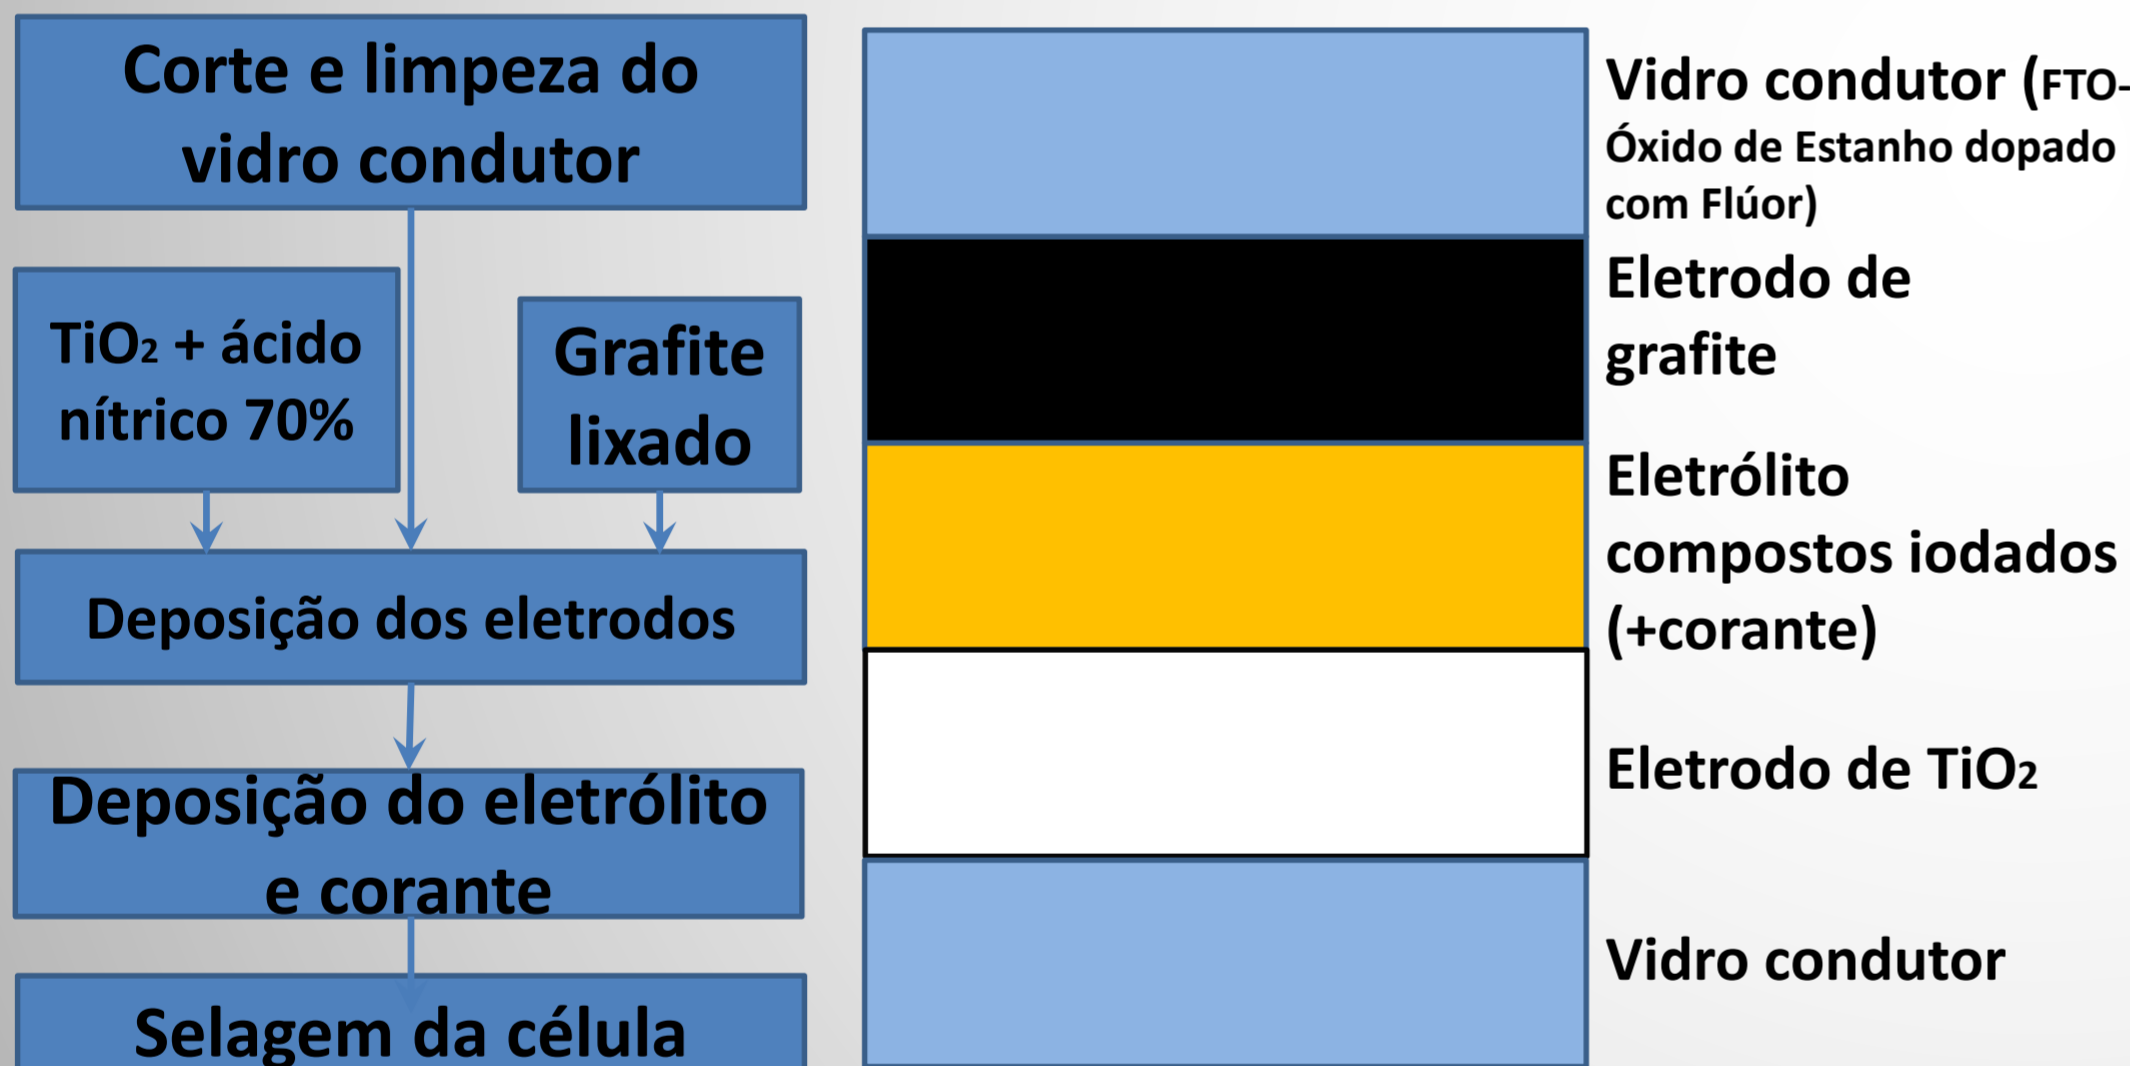 Corte e limpeza do
vidro condutor
TiO₂ + ácido
nítrico 70%
Grafite
lixado
Deposição dos eletrodos
Deposição do eletrólito
e corante
Selagem da célula
Vidro condutor (FTO-
Óxido de Estanho dopado
com Flúor)
Eletrodo de
grafite
Eletrólito
compostos iodados
(+corante)
Eletrodo de TiO₂
Vidro condutor